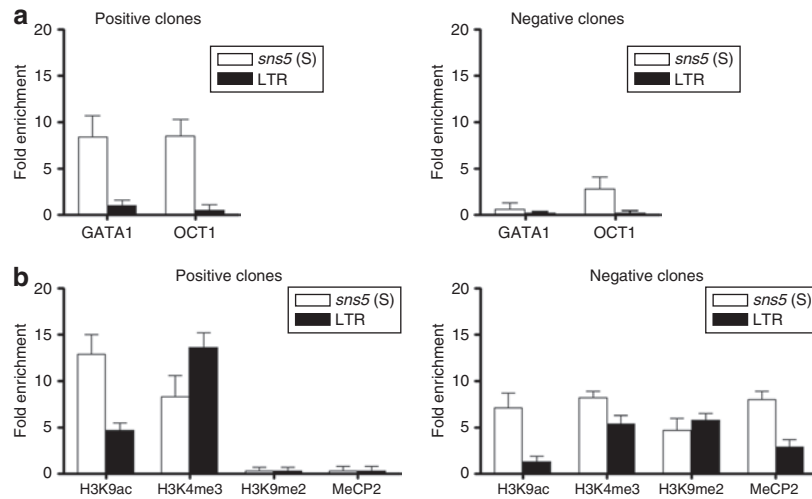 a
Positive clones
Fold enrichment
20
15
10
5
0
sns5 (S)
LTR
GATA1 OCT1
Negative clones
Fold enrichment
20
15
10
5
0
sns5 (S)
LTR
GATA1 OCT1
b
Positive clones
Fold enrichment
20
15
10
5
0
sns5 (S)
LTR
H3K9ac H3K4me3 H3K9me2 MeCP2
Negative clones
Fold enrichment
20
15
10
5
0
sns5 (S)
LTR
H3K9ac H3K4me3 H3K9me2 MeCP2